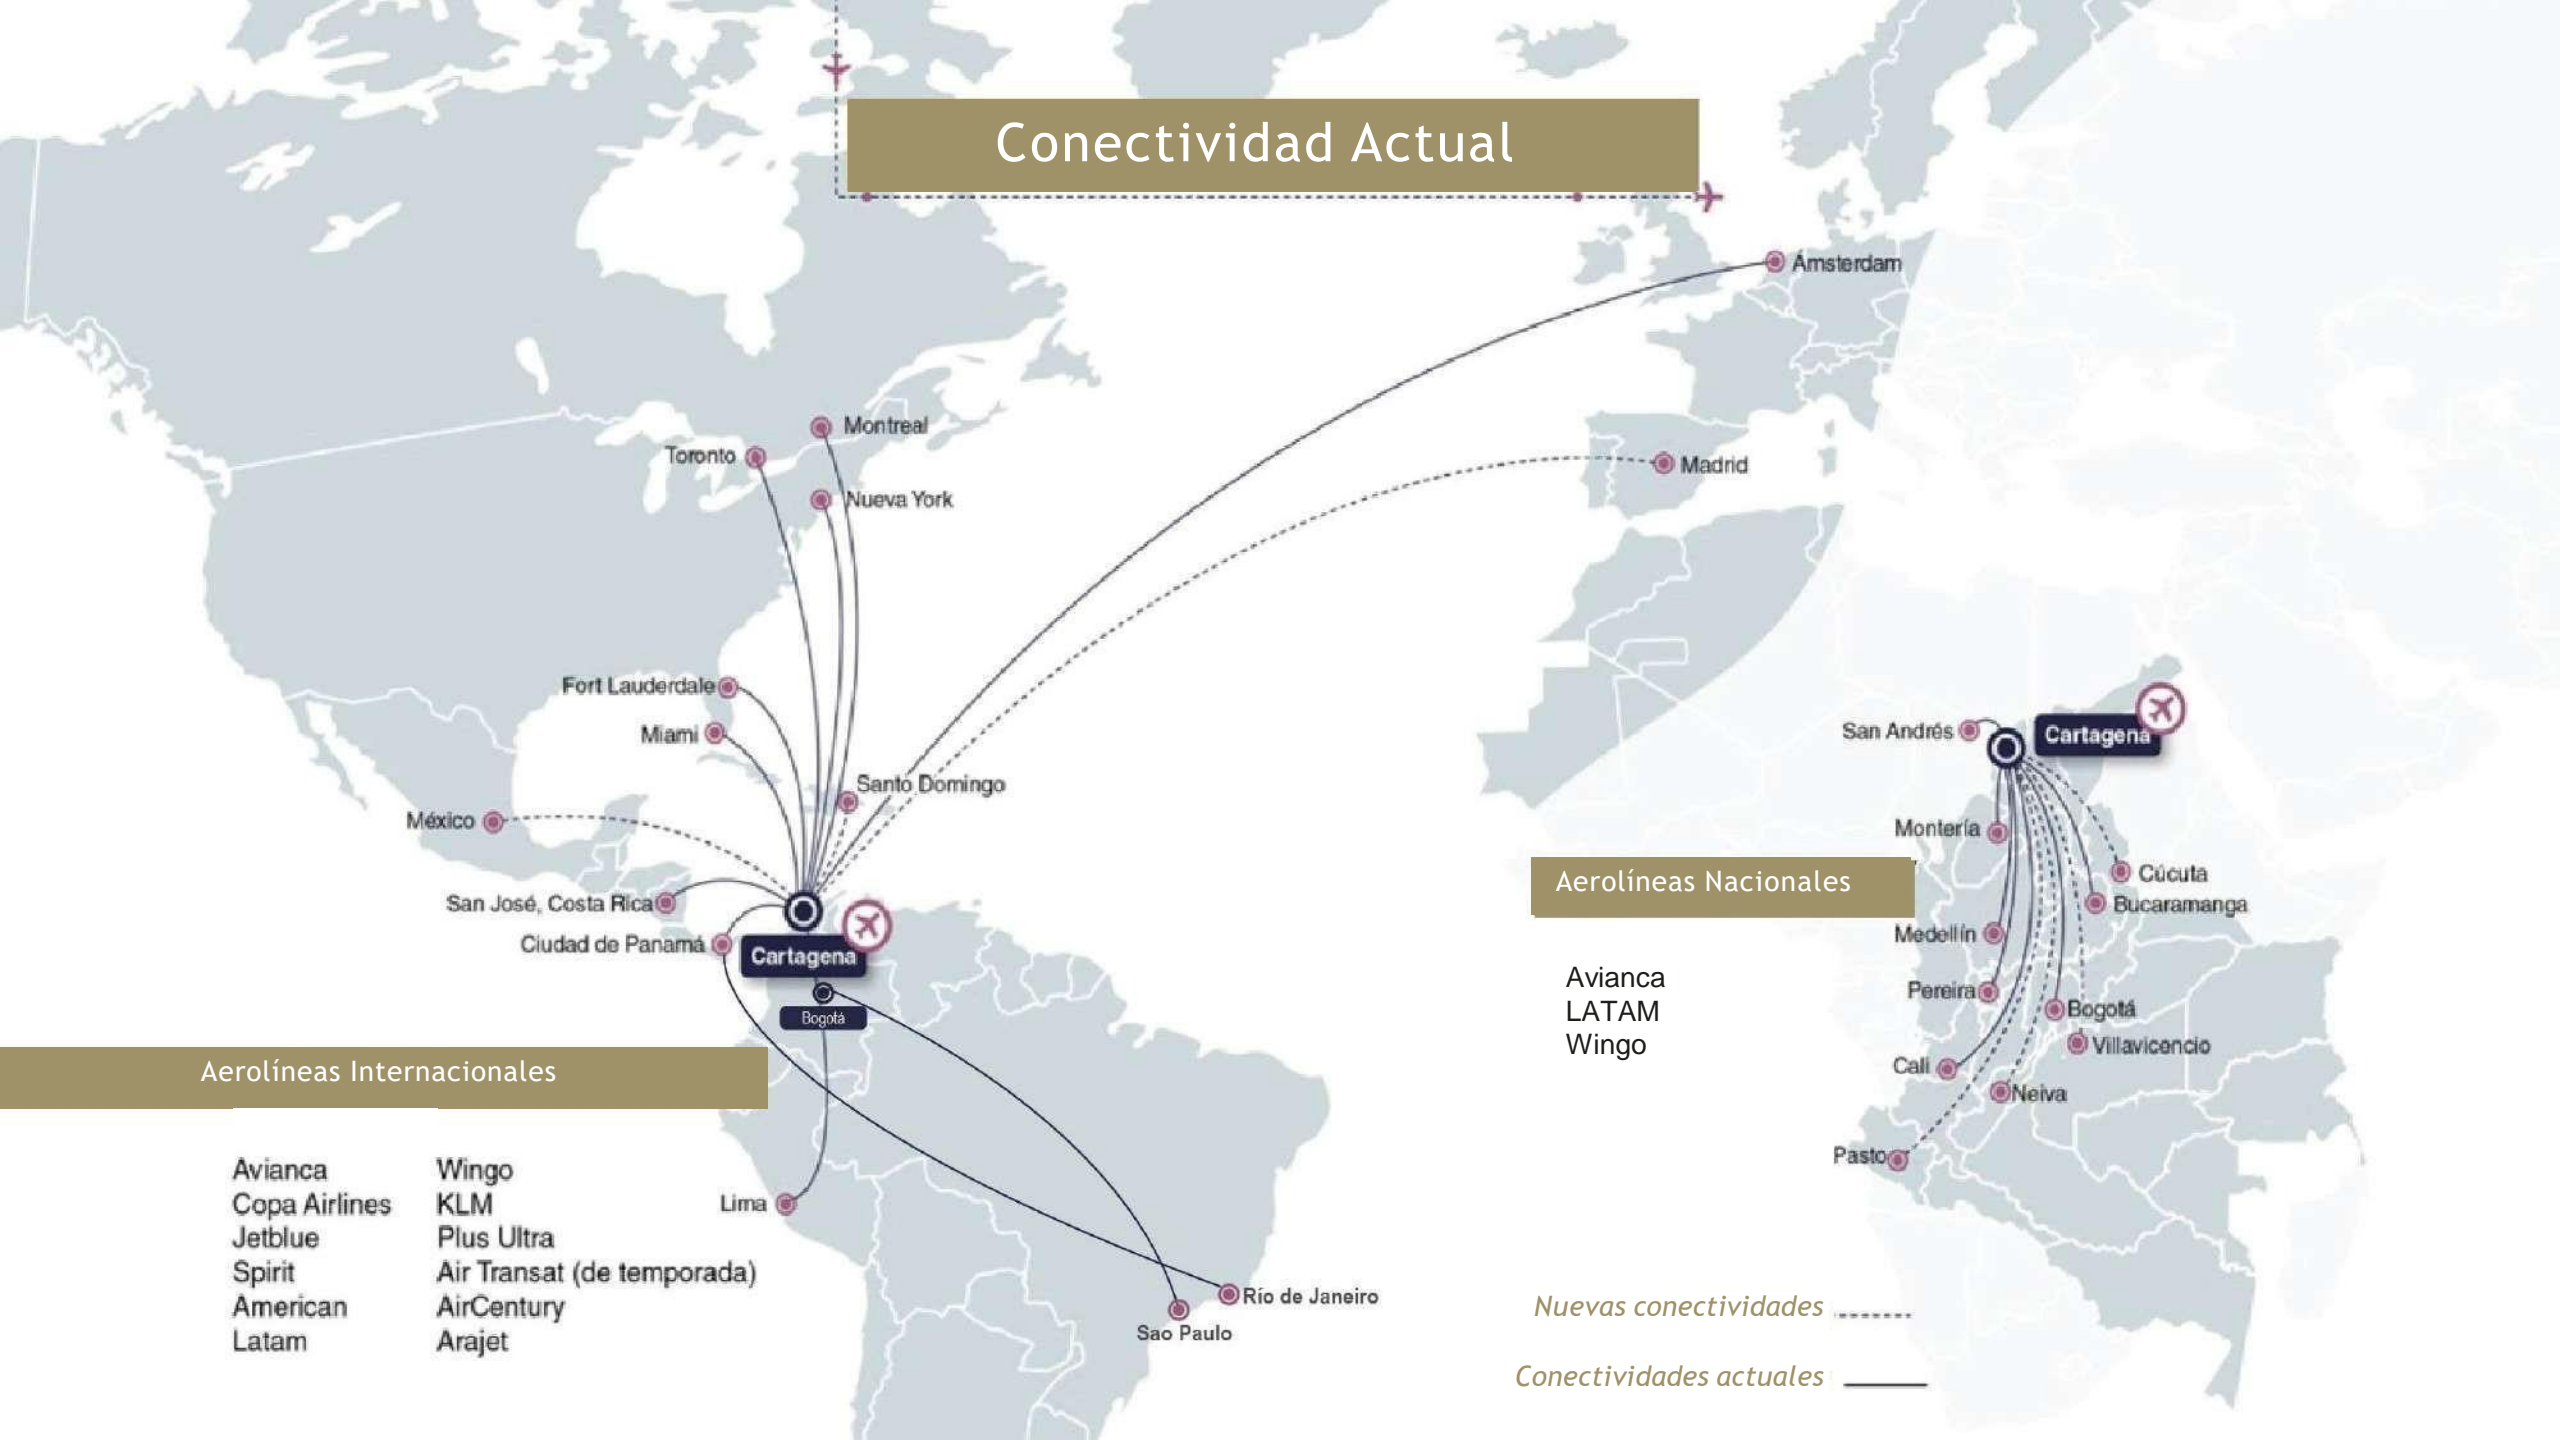 Conectividad Actual
Ámsterdam
Montreal
Toronto
Nueva York
Madrid
Fort Lauderdale
Miami
Santo Domingo
México
San José, Costa Rica
Ciudad de Panamá
Cartagena
Bogotá
Lima
Río de Janeiro
Sao Paulo
Aerolíneas Internacionales
Avianca
Copa Airlines
Jetblue
Spirit
American
Latam
Wingo
KLM
Plus Ultra
Air Transat (de temporada)
AirCentury
Arajet
Aerolíneas Nacionales
Avianca
LATAM
Wingo
San Andrés
Cartagena
Montería
Cúcuta
Bucaramanga
Medellín
Pereira
Bogotá
Villavicencio
Cali
Neiva
Pasto
Nuevas conectividades
Conectividades actuales